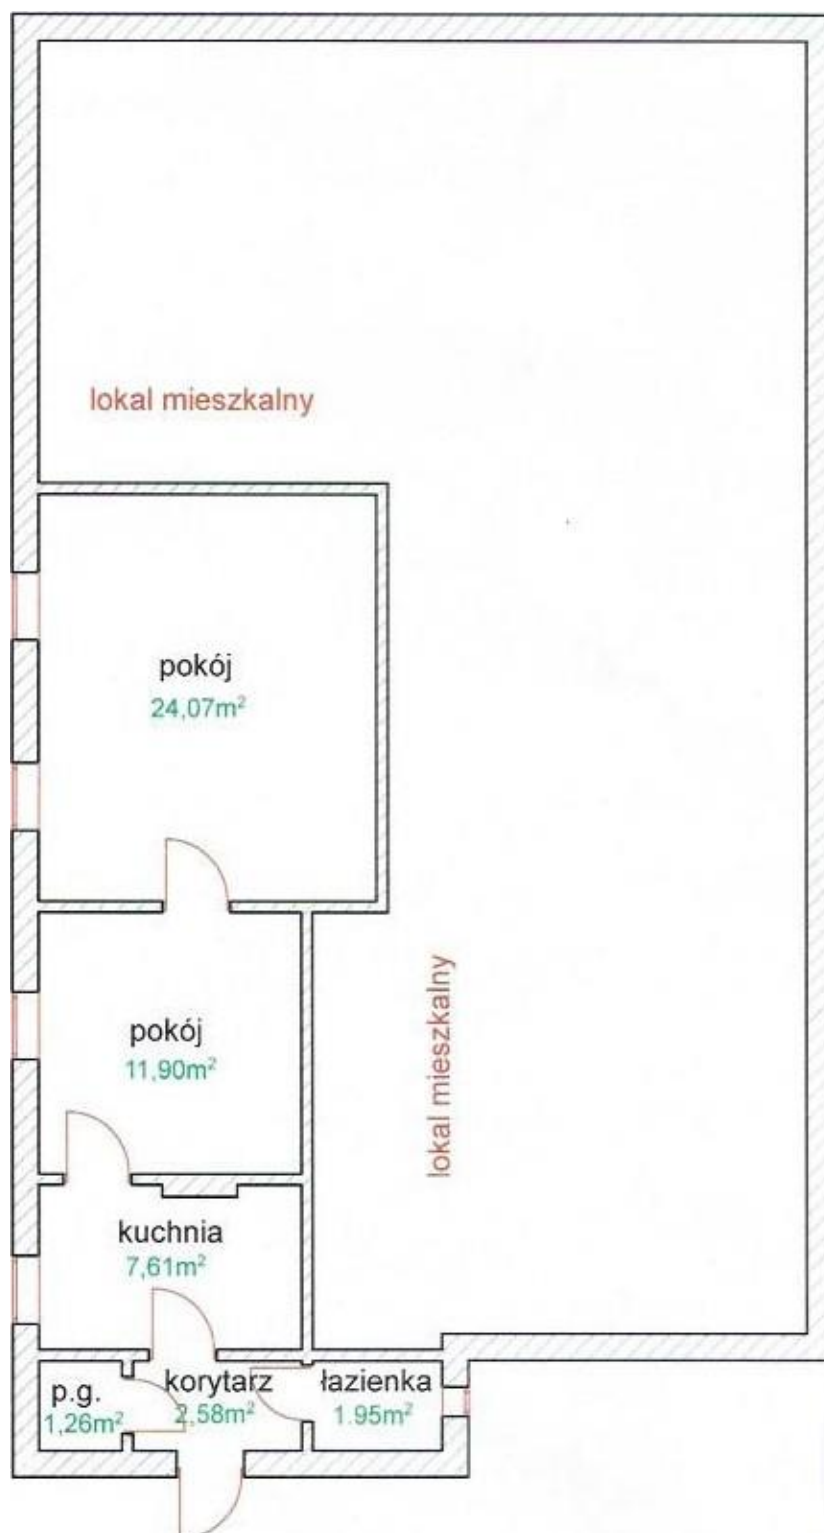 lokal mieszkalny
pokój
24,07m²
lokal mieszkalny
pokój
11,90m²
kuchnia
7,61m²
p.g.
1,26m²
korytarz
2,58m²
łazienka
1.95m²